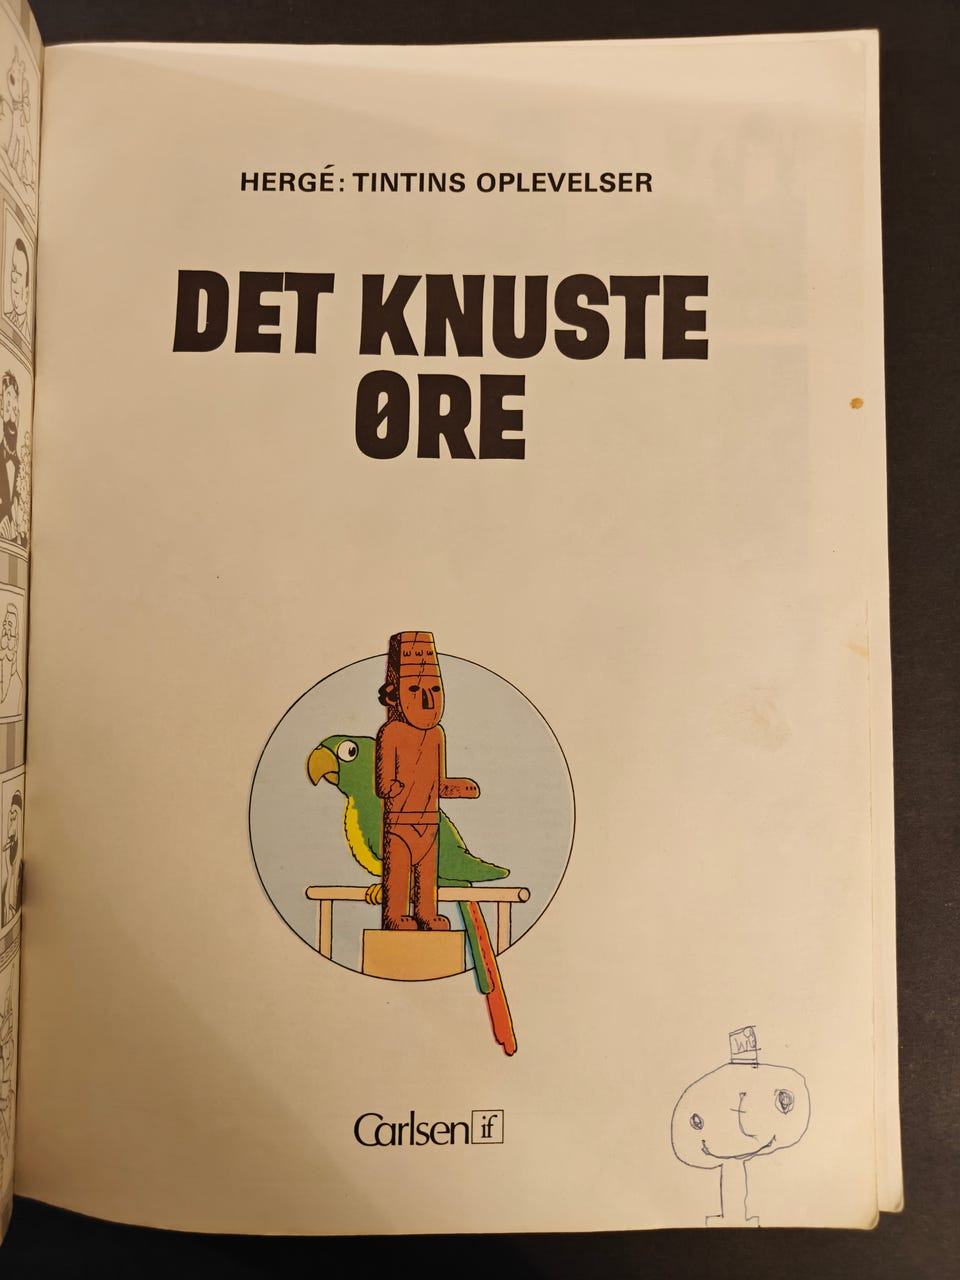 HERGÉ: TINTINS OPLEVELSER
DET KNUSTE
ØRE
Carlsen if